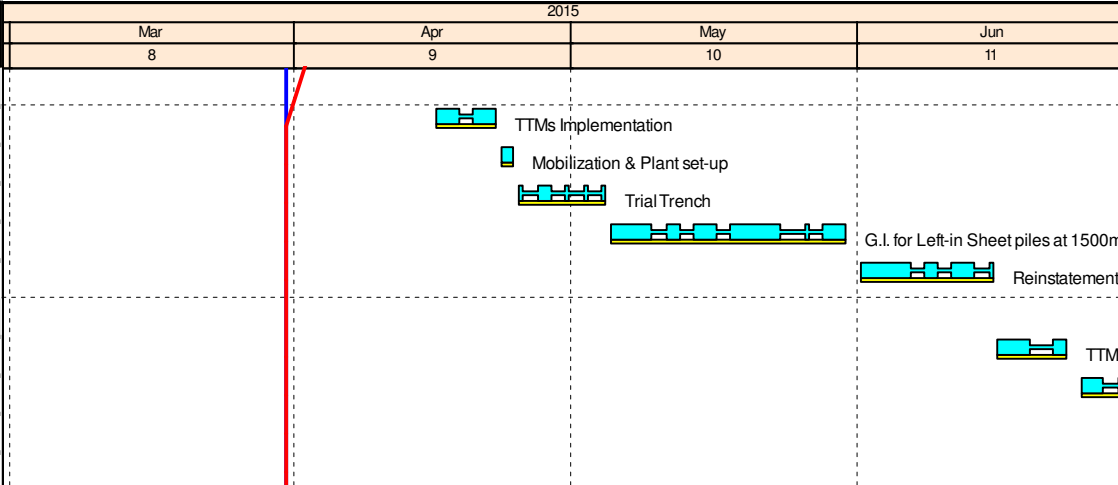 2015
Mar Apr May Jun
8 9 10 11
TTMs Implementation
Mobilization & Plant set-up
Trial Trench
G.I. for Left-in Sheet piles at 1500m
Reinstatement
TTM